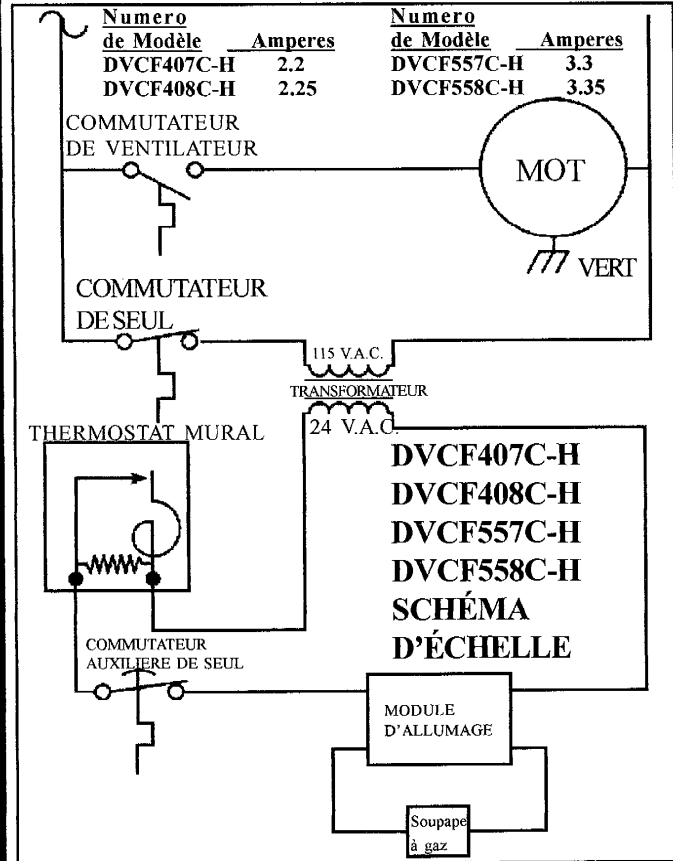 Numero
de Modèle Amperes
DVCF407C-H 2.2
DVCF408C-H 2.25
Numero
de Modèle Amperes
DVCF557C-H 3.3
DVCF558C-H 3.35
COMMUTATEUR
DE VENTILATEUR
MOT
VERT
COMMUTATEUR
DE SEUL
115 V.A.C.
TRANSFORMATEUR
24 V.A.C.
THERMOSTAT MURAL
DVCF407C-H
DVCF408C-H
DVCF557C-H
DVCF558C-H
SCHÉMA
D'ÉCHELLE
COMMUTATEUR
AUXILIERE DE SEUL
MODULE
D'ALLUMAGE
Soupape
à gaz